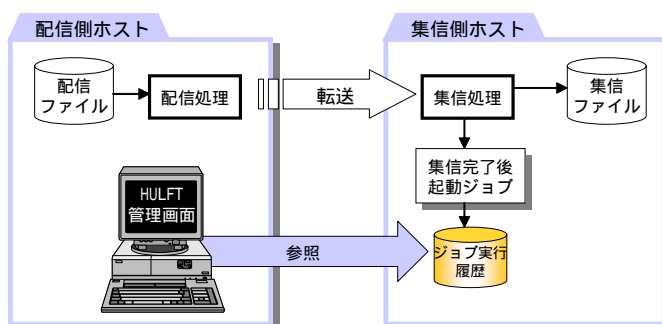 配信側ホスト
集信側ホスト
配信
ファイル
配信処理
転送
集信処理
集信
ファイル
集信完了後
起動ジョブ
HULFT
管理画面
参照
ジョブ実行
履歴